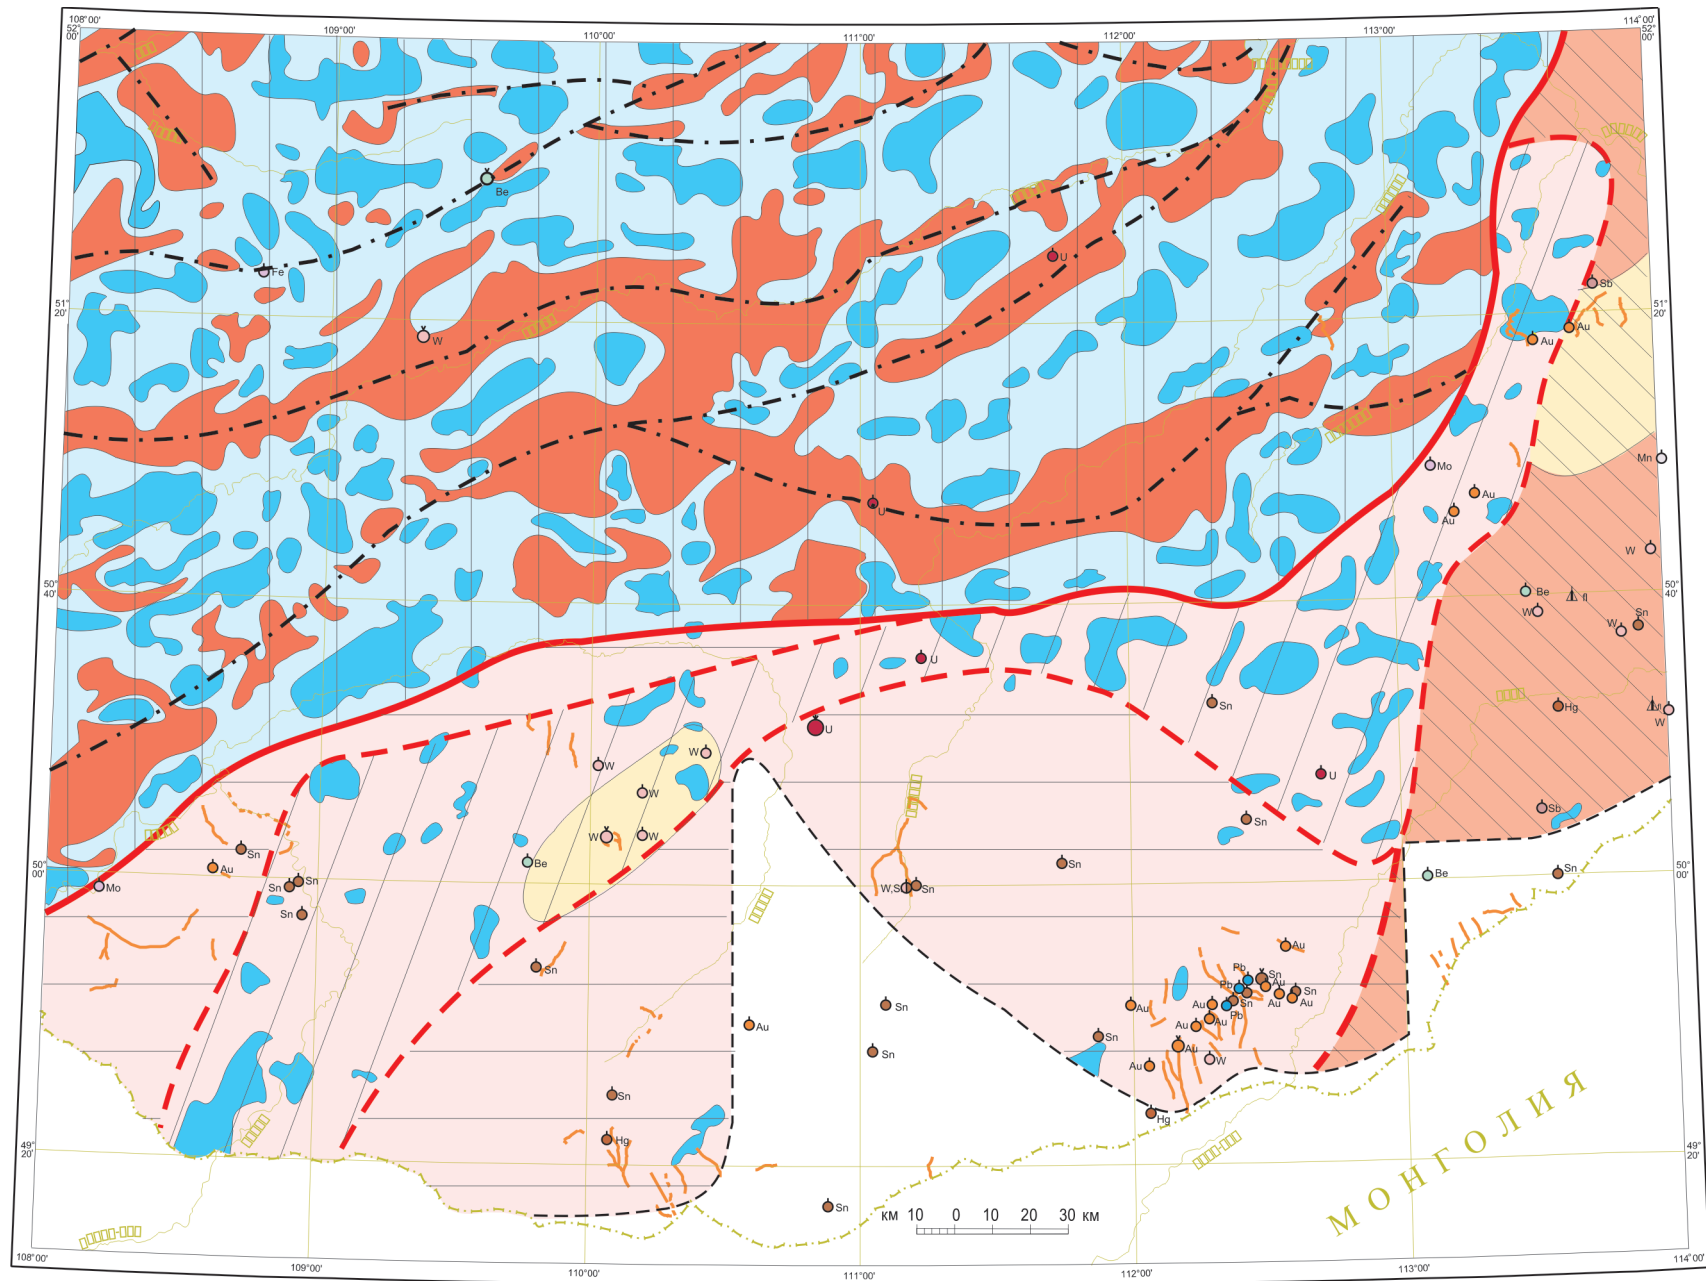 108°00'
109°00'
110°00'
111°00'
112°00'
113°00'
114°00'
52°
00'
52°
00'
Be
Fe
U
Sb
51°
20'
51°
20'
Au
Au
W
Mn
Mo
Au
U
Au
W
50°
40'
50°
40'
Be
fl
W
Sn
W
U
Sn
Hg
W
U
W
W
U
W
Sb
Sn
W
W
Sn
Be
Sn
50°
00'
Au
Sn
Sn
Mo
Sn
W,S
Sn
Be
Sn
50°
00'
Sn
Au
Sn
Pb
Sn
Pb
Au
Sn
Au
Au
Sn
Au
Au
Sn
Pb
Au
Au
Au
Sn
Sn
Au
W
Au
Sn
Hg
Hg
49°
20'
49°
20'
Sn
МОНГОЛИЯ
КМ 10 0 10 20 30 КМ
108°00'
109°00'
110°00'
111°00'
112°00'
113°00'
114°00'